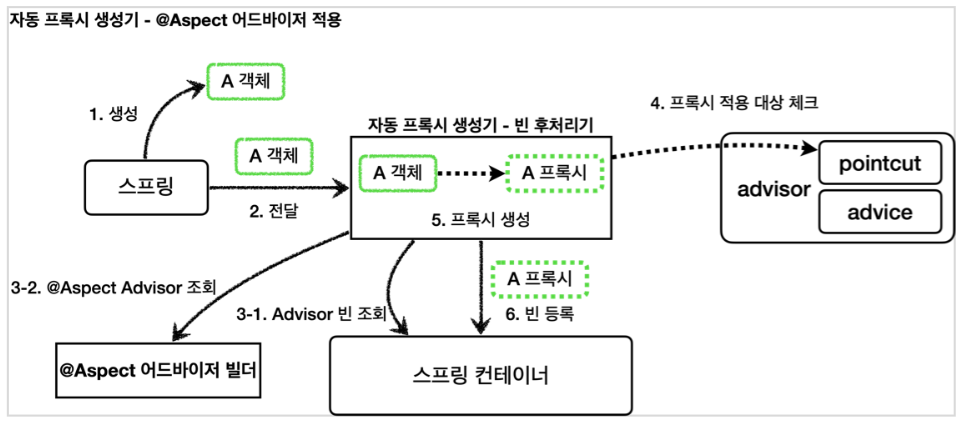 자동 프록시 생성기 - @Aspect 어드바이저 적용
A 객체
1. 생성
스프링
A 객체
2. 전달
자동 프록시 생성기 - 빈 후처리기
A 객체
A 프록시
5. 프록시 생성
4. 프록시 적용 대상 체크
advisor
pointcut
advice
3-2. @Aspect Advisor 조회
@Aspect 어드바이저 빌더
3-1. Advisor 빈 조회
A 프록시
6. 빈 등록
스프링 컨테이너